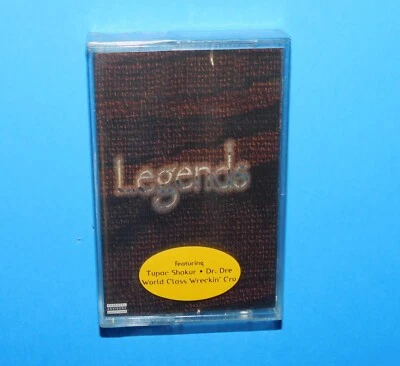 Legends
featuring
Tupac Shakur • Dr. Dre
World Class Wreckin' Cru